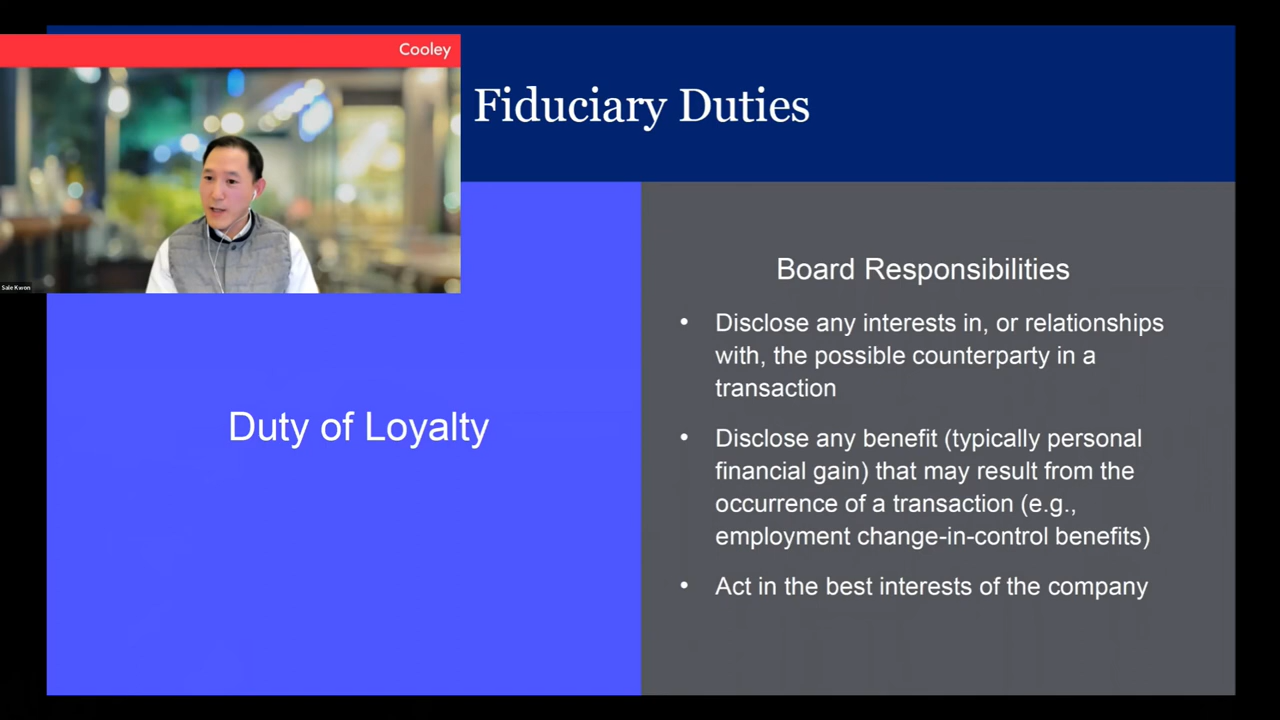 Cooley
Fiduciary Duties
Sale Kwon
Duty of Loyalty
Board Responsibilities
• Disclose any interests in, or relationships
with, the possible counterparty in a
transaction
• Disclose any benefit (typically personal
financial gain) that may result from the
occurrence of a transaction (e.g.,
employment change-in-control benefits)
• Act in the best interests of the company